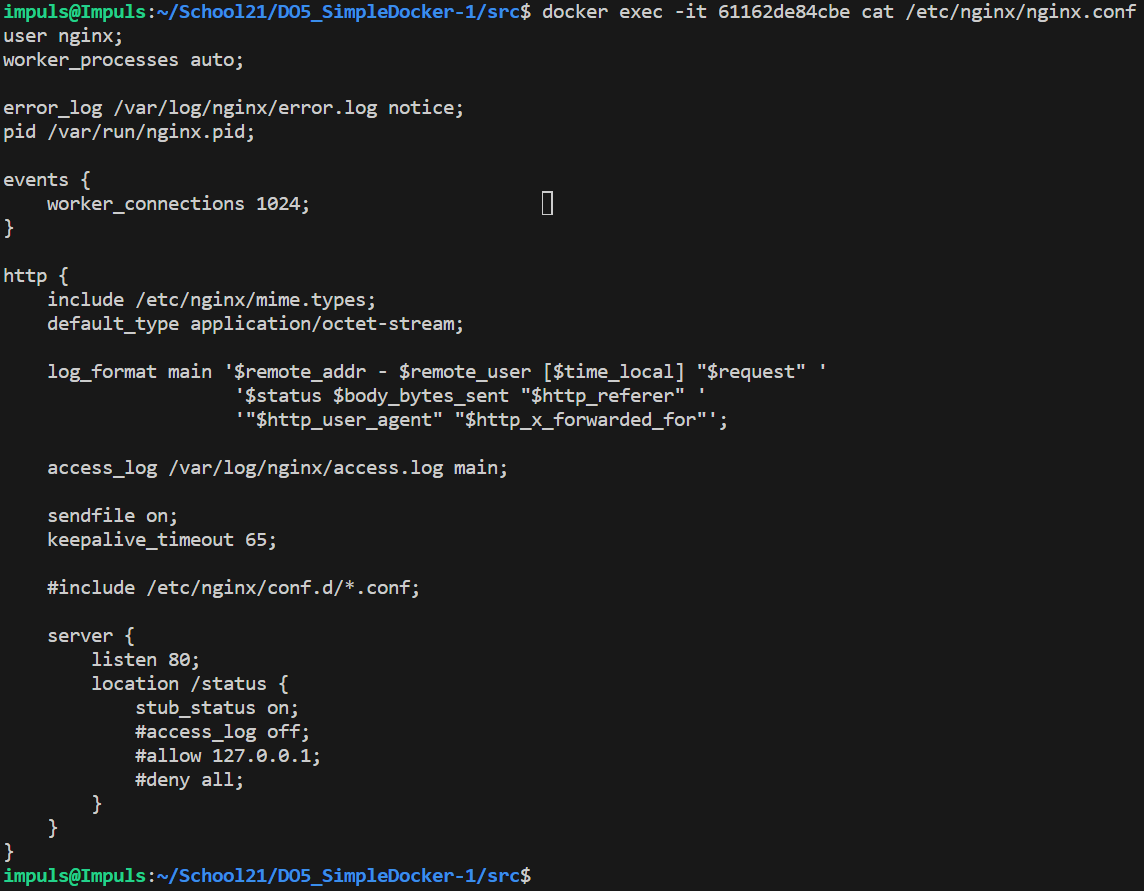 impuls@Impuls:~/School21/DO5_SimpleDocker-1/src$ docker exec -it 61162de84cbe cat /etc/nginx/nginx.conf
user nginx;
worker_processes auto;

error_log /var/log/nginx/error.log notice;
pid /var/run/nginx.pid;

events {
    worker_connections 1024;
}

http {
    include /etc/nginx/mime.types;
    default_type application/octet-stream;

    log_format main '$remote_addr - $remote_user [$time_local] "$request" '
                     '$status $body_bytes_sent "$http_referer" '
                     '"$http_user_agent" "$http_x_forwarded_for"';

    access_log /var/log/nginx/access.log main;

    sendfile on;
    keepalive_timeout 65;

    #include /etc/nginx/conf.d/*.conf;

    server {
        listen 80;
        location /status {
            stub_status on;
            #access_log off;
            #allow 127.0.0.1;
            #deny all;
        }
    }
}
impuls@Impuls:~/School21/DO5_SimpleDocker-1/src$